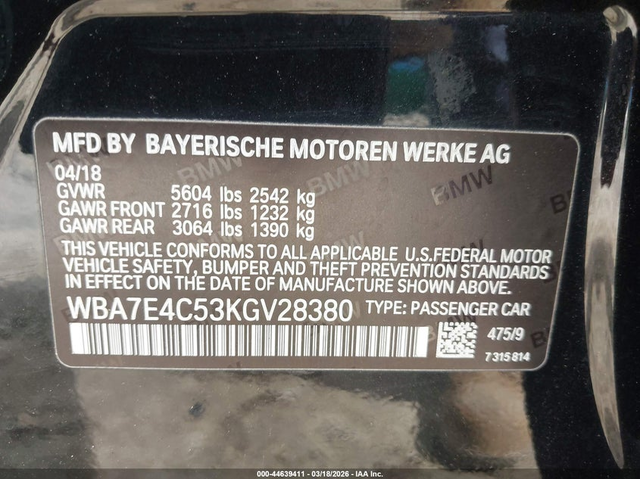 MFD BY BAYERISCHE MOTOREN WERKE AG
04/18
GVWR 5604 lbs 2542 kg
GAWR FRONT 2716 lbs 1232 kg
GAWR REAR 3064 lbs 1390 kg
THIS VEHICLE CONFORMS TO ALL APPLICABLE U.S.FEDERAL MOTOR
VEHICLE SAFETY, BUMPER AND THEFT PREVENTION STANDARDS
IN EFFECT ON THE DATE OF MANUFACTURE SHOWN ABOVE.
WBA7E4C53KGV28380 TYPE: PASSENGER CAR
475/9
7 315 814
000-44639411 | 03/18/2026 | IAA Inc.